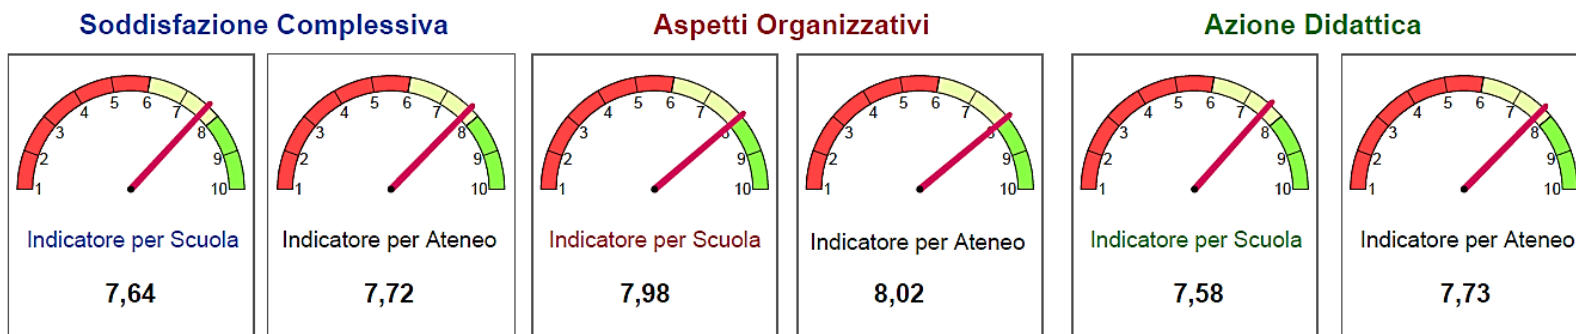 Soddisfazione Complessiva
1 2 3 4 5 6 7 8 9 10
Indicatore per Scuola
7,64
1 2 3 4 5 6 7 8 9 10
Indicatore per Ateneo
7,72
Aspetti Organizzativi
1 2 3 4 5 6 7 8 9 10
Indicatore per Scuola
7,98
1 2 3 4 5 6 7 8 9 10
Indicatore per Ateneo
8,02
Azione Didattica
1 2 3 4 5 6 7 8 9 10
Indicatore per Scuola
7,58
1 2 3 4 5 6 7 8 9 10
Indicatore per Ateneo
7,73